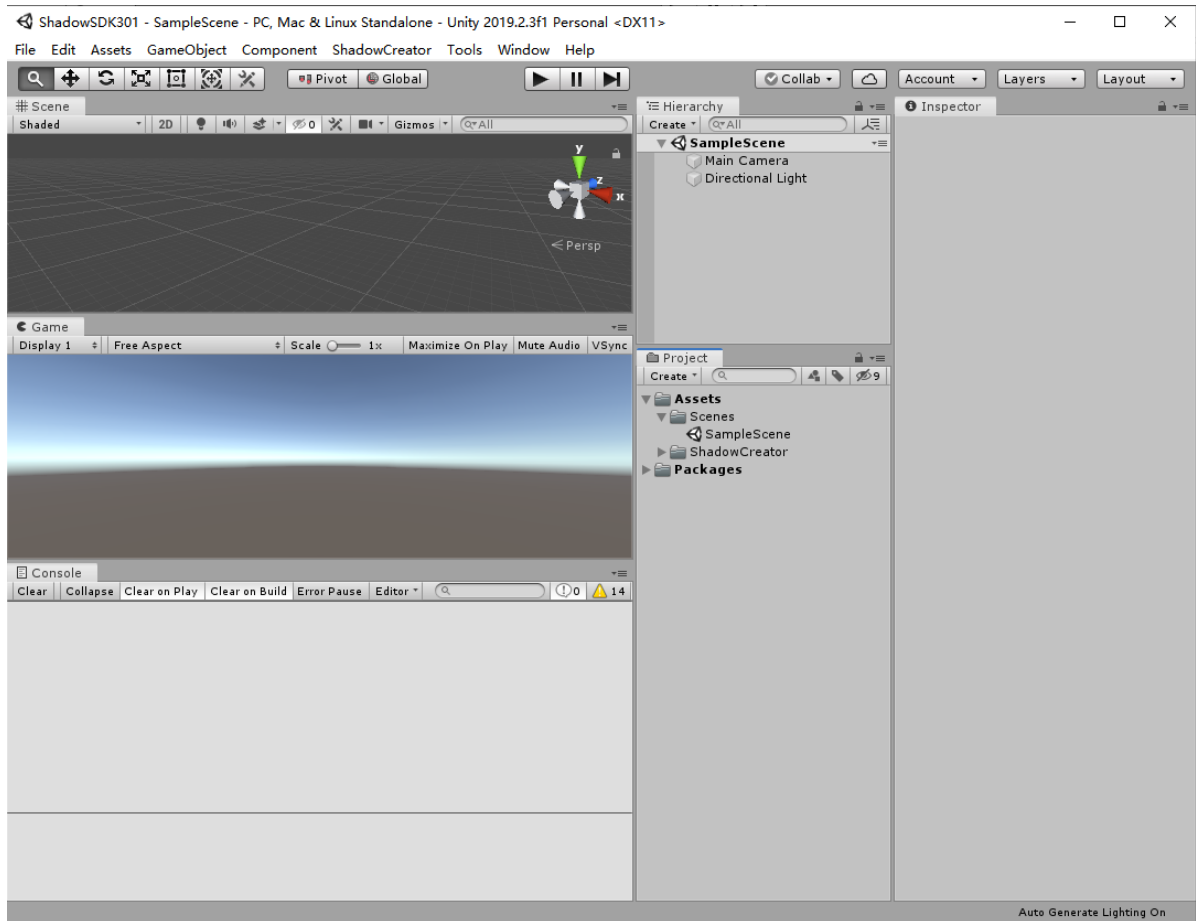 ShadowSDK301 - SampleScene - PC, Mac & Linux Standalone - Unity 2019.2.3f1 Personal <DX11>
File Edit Assets GameObject Component ShadowCreator Tools Window Help
Pivot Global Collab Account Layers Layout
# Scene
Shaded 2D 0 Gizmos All
y
z
x
Persp
Game
Display 1 Free Aspect Scale 1x Maximize On Play Mute Audio VSync
Console
Clear Collapse Clear on Play Clear on Build Error Pause Editor 0 14
Hierarchy
Create All
SampleScene
Main Camera
Directional Light
Project
Create 9
Assets
Scenes
SampleScene
ShadowCreator
Packages
Inspector
Auto Generate Lighting On